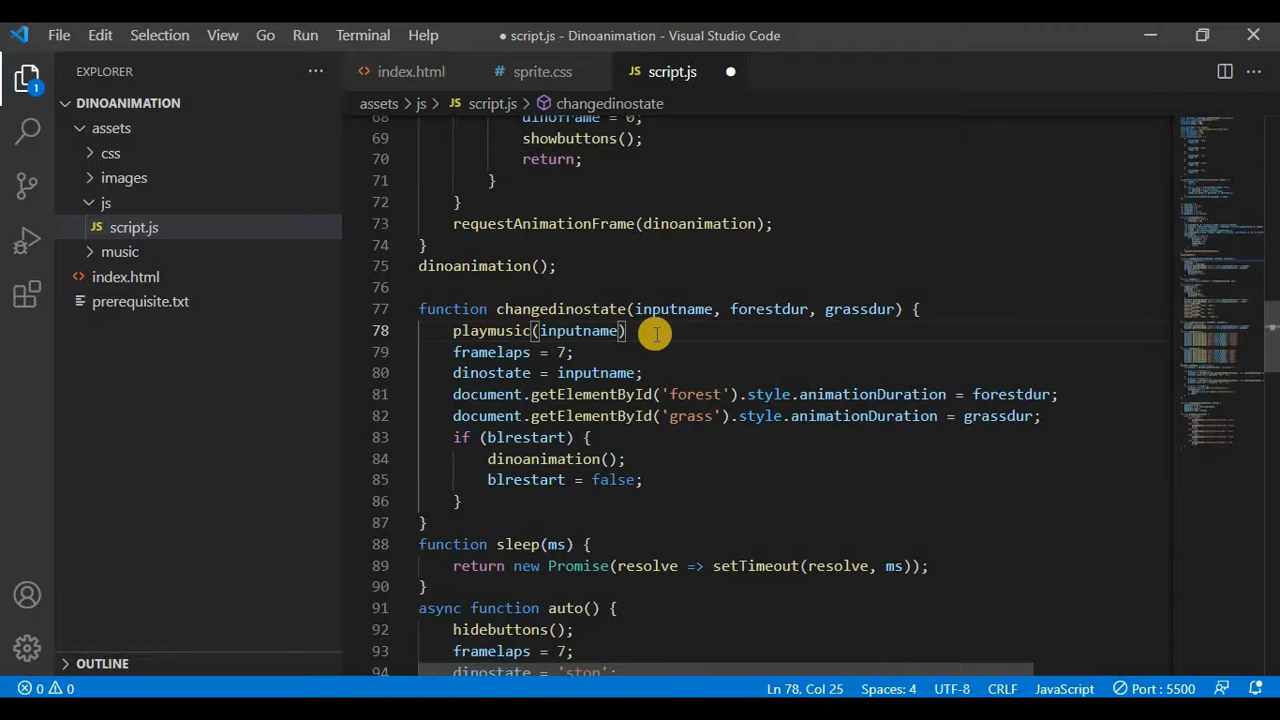 File Edit Selection View Go Run Terminal Help ● script.js - Dinoanimation - Visual Studio Code
EXPLORER
index.html
sprite.css
JS script.js
1
DINOANIMATION
assets > js > JS script.js > changedinostate
assets
css
images
js
JS script.js
music
index.html
prerequisite.txt
OUTLINE
68 dinoframe = 0;
69 showbuttons();
70 return;
71 }
72 }
73 requestAnimationFrame(dinoanimation);
74 }
75 dinoanimation();
76
77 function changedinostate(inputname, forestdur, grassdur) {
78 playmusic(inputname)
79 framelaps = 7;
80 dinostate = inputname;
81 document.getElementById('forest').style.animationDuration = forestdur;
82 document.getElementById('grass').style.animationDuration = grassdur;
83 if (blrestart) {
84 dinoanimation();
85 blrestart = false;
86 }
87 }
88 function sleep(ms) {
89 return new Promise(resolve => setTimeout(resolve, ms));
90 }
91 async function auto() {
92 hidebuttons();
93 framelaps = 7;
94 dinostate = 'stop';
0 0 Ln 78, Col 25 Spaces: 4 UTF-8 CRLF JavaScript Port : 5500